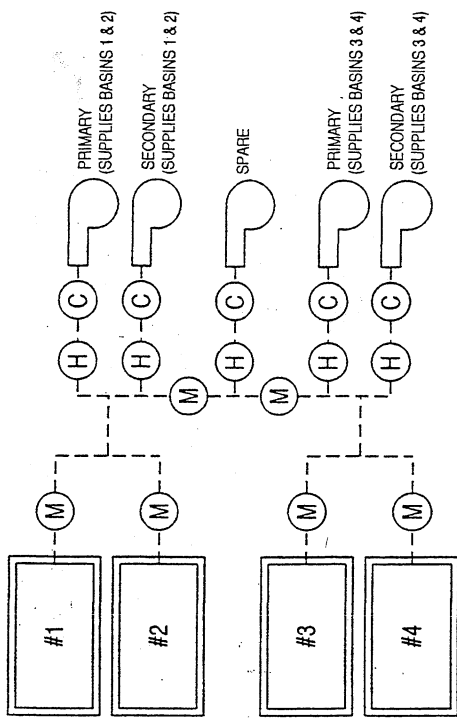 PRIMARY
(SUPPLIES BASINS 1 & 2)
SECONDARY
(SUPPLIES BASINS 1 & 2)
SPARE
PRIMARY
(SUPPLIES BASINS 3 & 4)
SECONDARY
(SUPPLIES BASINS 3 & 4)
C
C
C
C
C
H
H
H
H
H
M
M
M
M
M
M
#1
#2
#3
#4